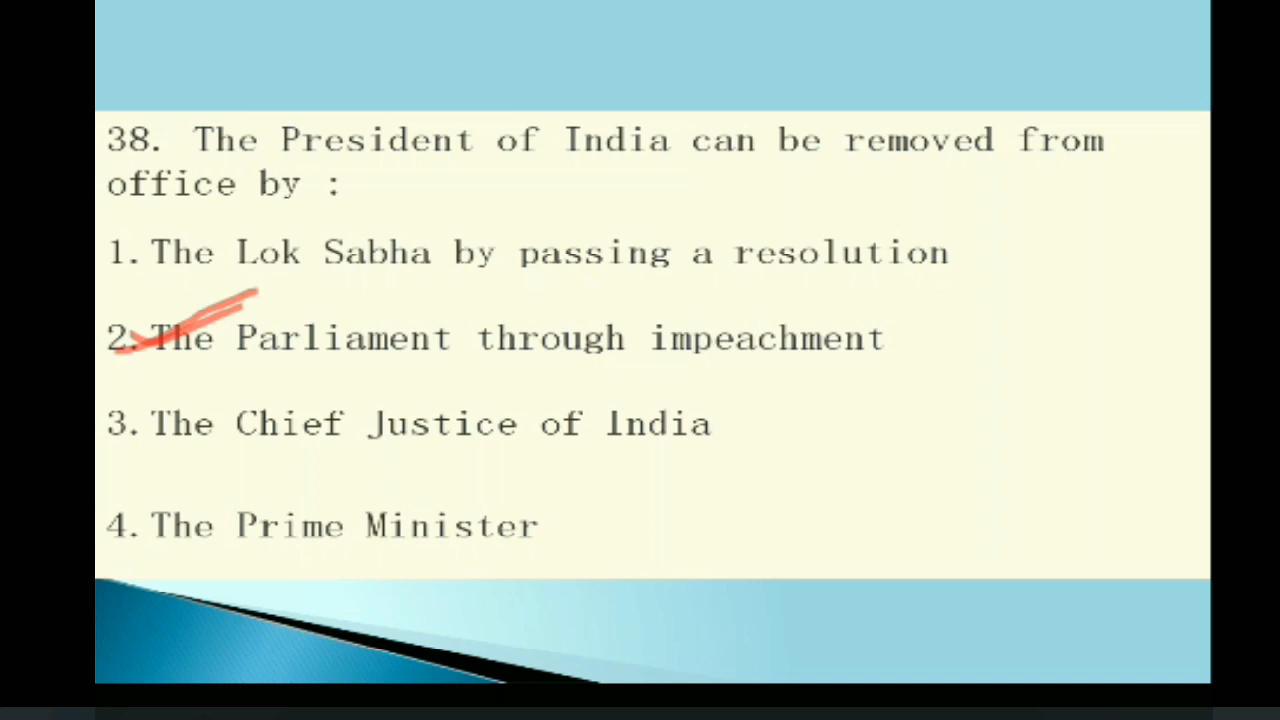 38. The President of India can be removed from
office by :
1. The Lok Sabha by passing a resolution
2. The Parliament through impeachment
3. The Chief Justice of India
4. The Prime Minister